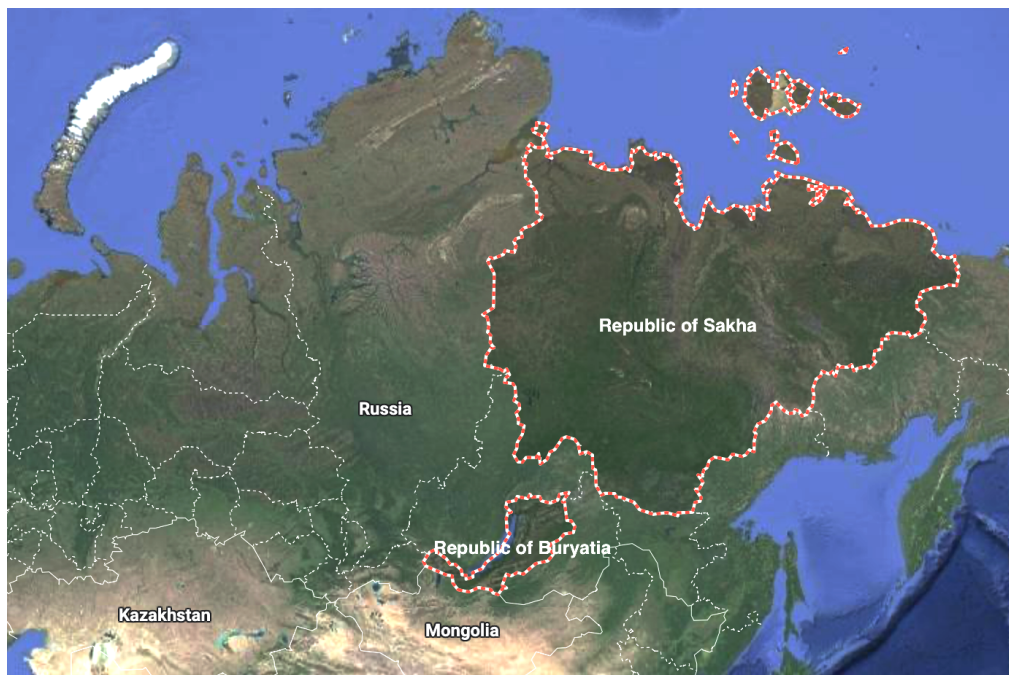 Republic of Sakha
Russia
Republic of Buryatia
Kazakhstan
Mongolia